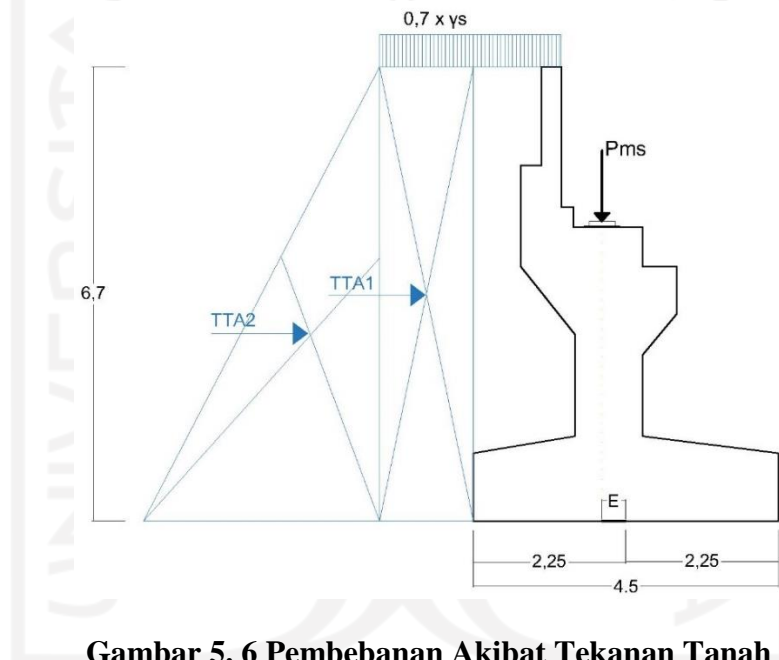 0,7 x γs
Pms
6,7
TTA1
TTA2
E
2,25
2,25
4.5
Gambar 5. 6 Pembebanan Akibat Tekanan Tanah